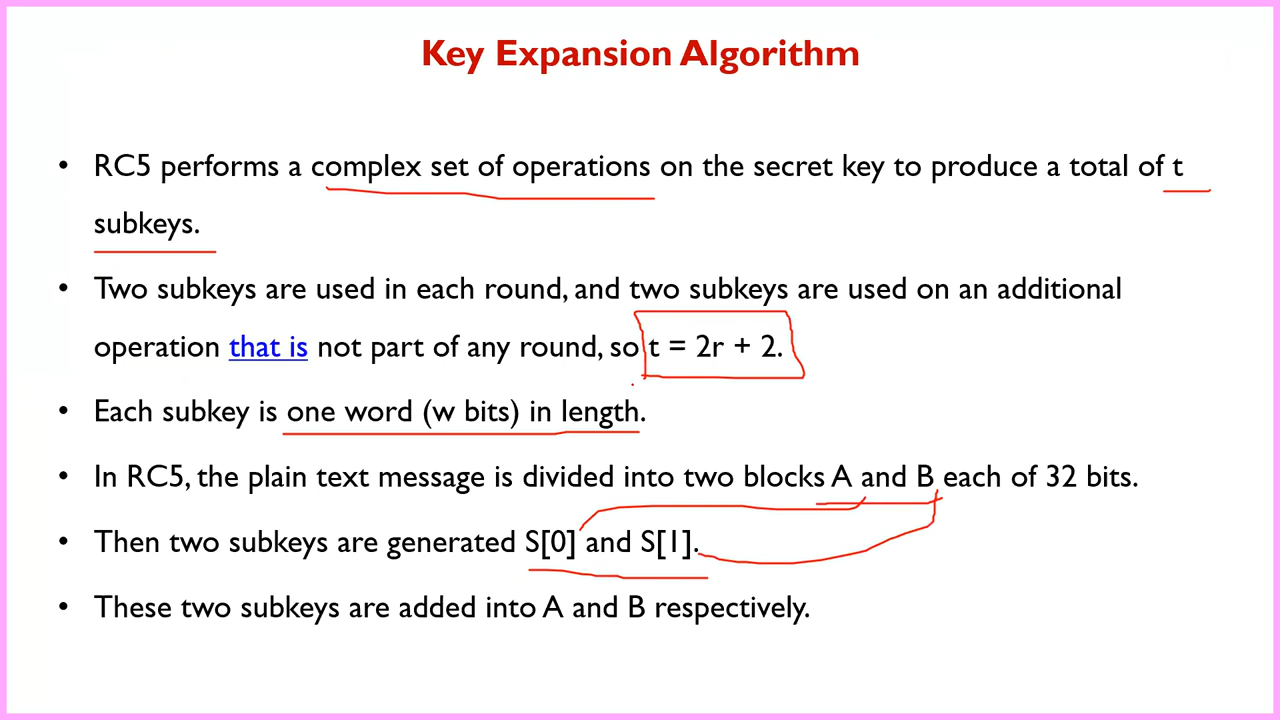 Key Expansion Algorithm
• RC5 performs a complex set of operations on the secret key to produce a total of t
subkeys.
• Two subkeys are used in each round, and two subkeys are used on an additional
operation that is not part of any round, so t = 2r + 2.
• Each subkey is one word (w bits) in length.
• In RC5, the plain text message is divided into two blocks A and B each of 32 bits.
• Then two subkeys are generated S[0] and S[1].
• These two subkeys are added into A and B respectively.